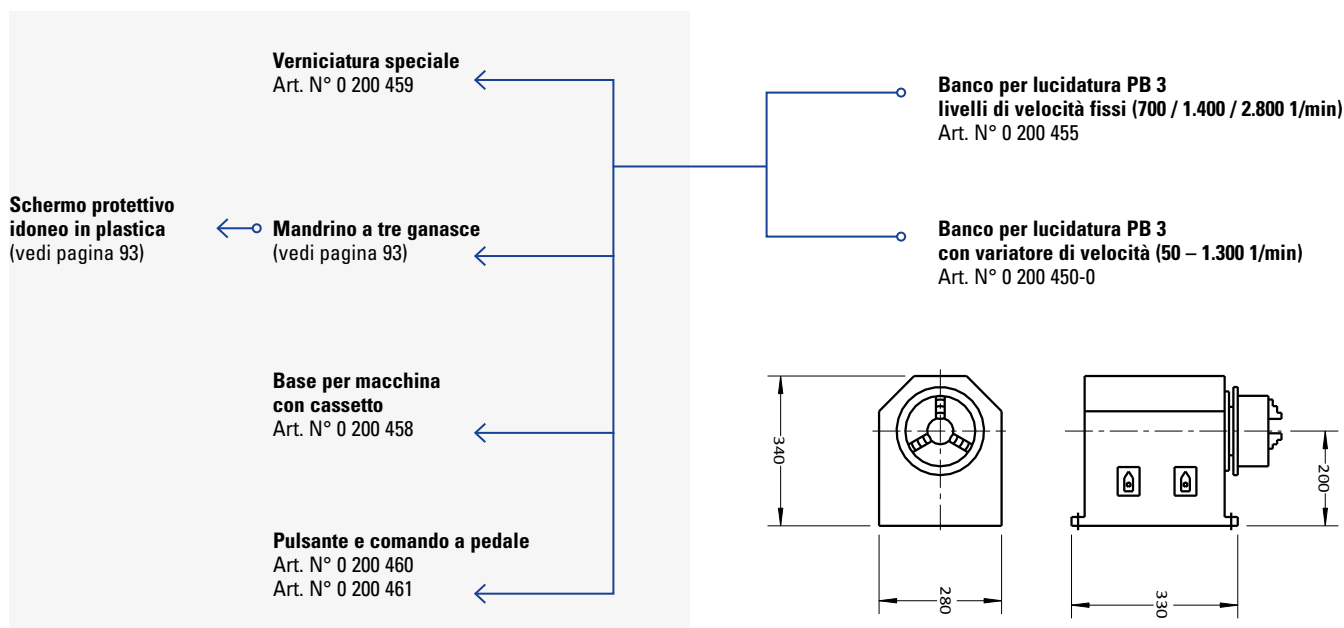 Verniciatura speciale
Art. N° 0 200 459
Schermo protettivo
idoneo in plastica
(vedi pagina 93)
Mandrino a tre ganasce
(vedi pagina 93)
Base per macchina
con cassetto
Art. N° 0 200 458
Pulsante e comando a pedale
Art. N° 0 200 460
Art. N° 0 200 461
Banco per lucidatura PB 3
livelli di velocità fissi (700 / 1.400 / 2.800 1/min)
Art. N° 0 200 455
Banco per lucidatura PB 3
con variatore di velocità (50 – 1.300 1/min)
Art. N° 0 200 450-0
340
280
200
330